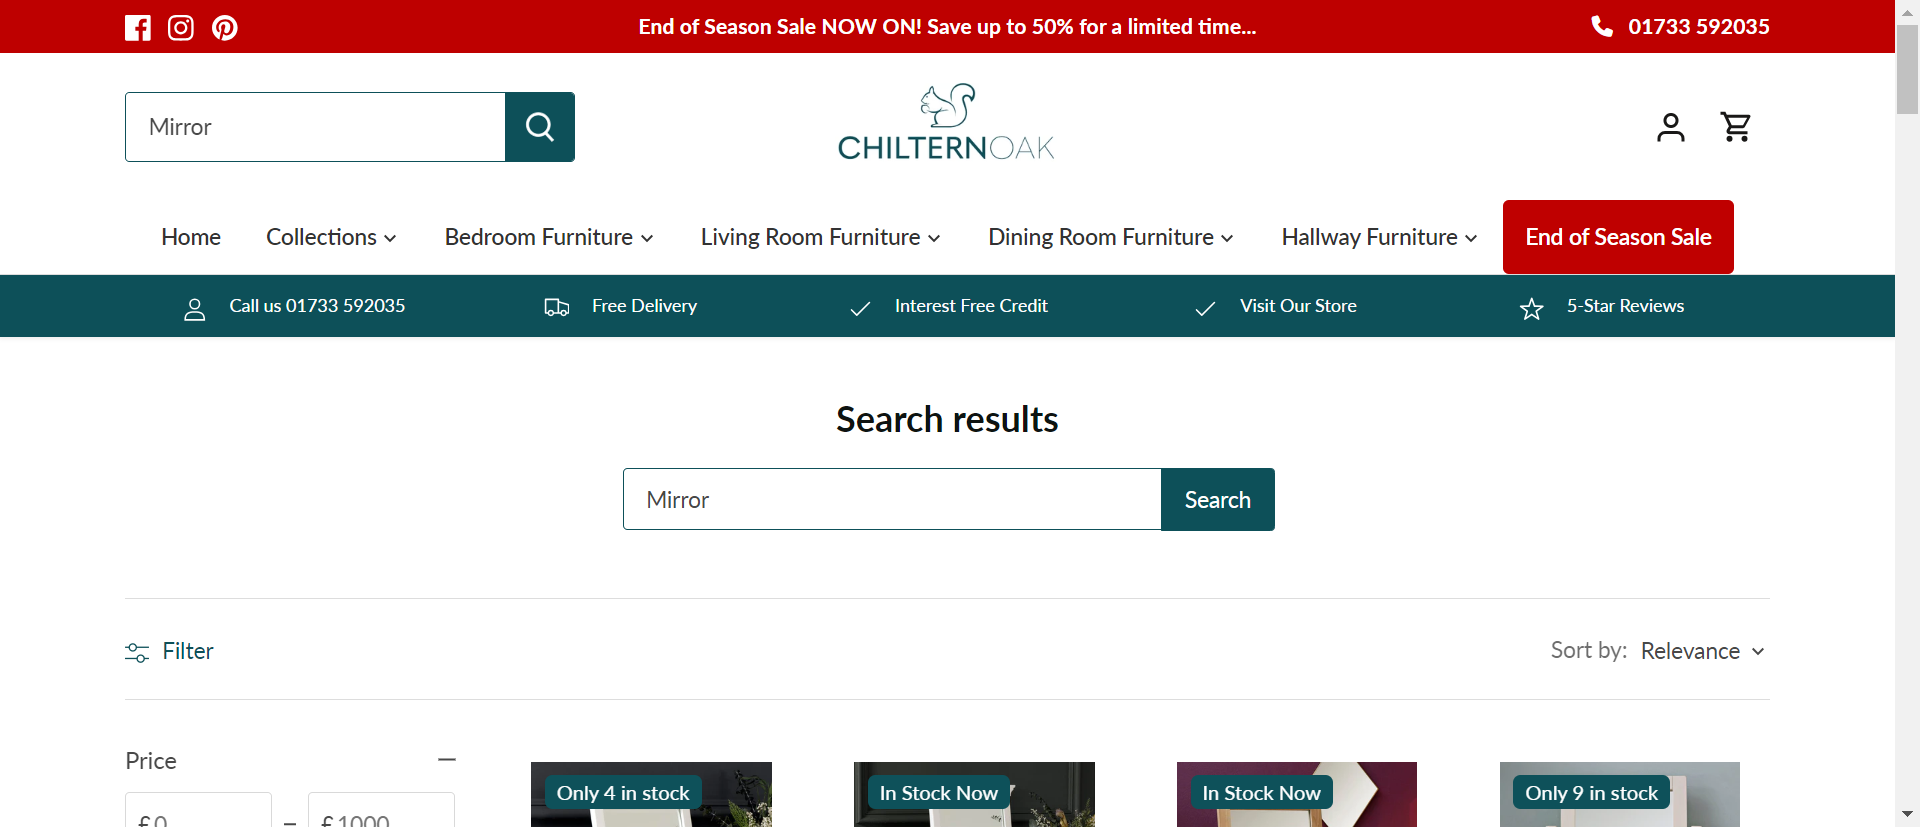 End of Season Sale NOW ON! Save up to 50% for a limited time...
01733 592035
Mirror
CHILTERNOAK
Home
Collections
Bedroom Furniture
Living Room Furniture
Dining Room Furniture
Hallway Furniture
End of Season Sale
Call us 01733 592035
Free Delivery
Interest Free Credit
Visit Our Store
5-Star Reviews
Search results
Mirror
Search
Filter
Sort by: Relevance
Price
£ 0 – £ 1000
Only 4 in stock
In Stock Now
In Stock Now
Only 9 in stock